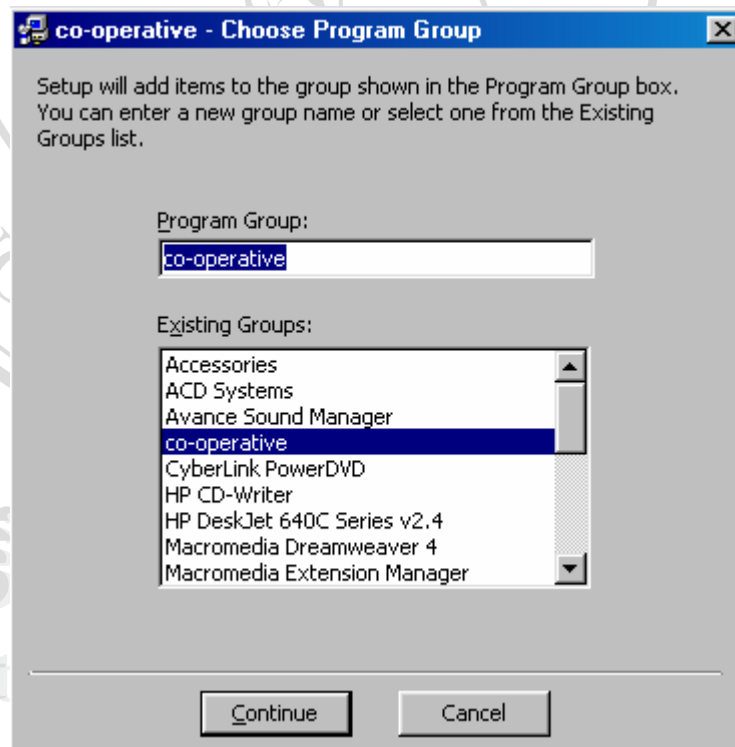 co-operative - Choose Program Group
Setup will add items to the group shown in the Program Group box.
You can enter a new group name or select one from the Existing
Groups list.
Program Group:
co-operative
Existing Groups:
Accessories
ACD Systems
Avance Sound Manager
co-operative
CyberLink PowerDVD
HP CD-Writer
HP DeskJet 640C Series v2.4
Macromedia Dreamweaver 4
Macromedia Extension Manager
Continue
Cancel